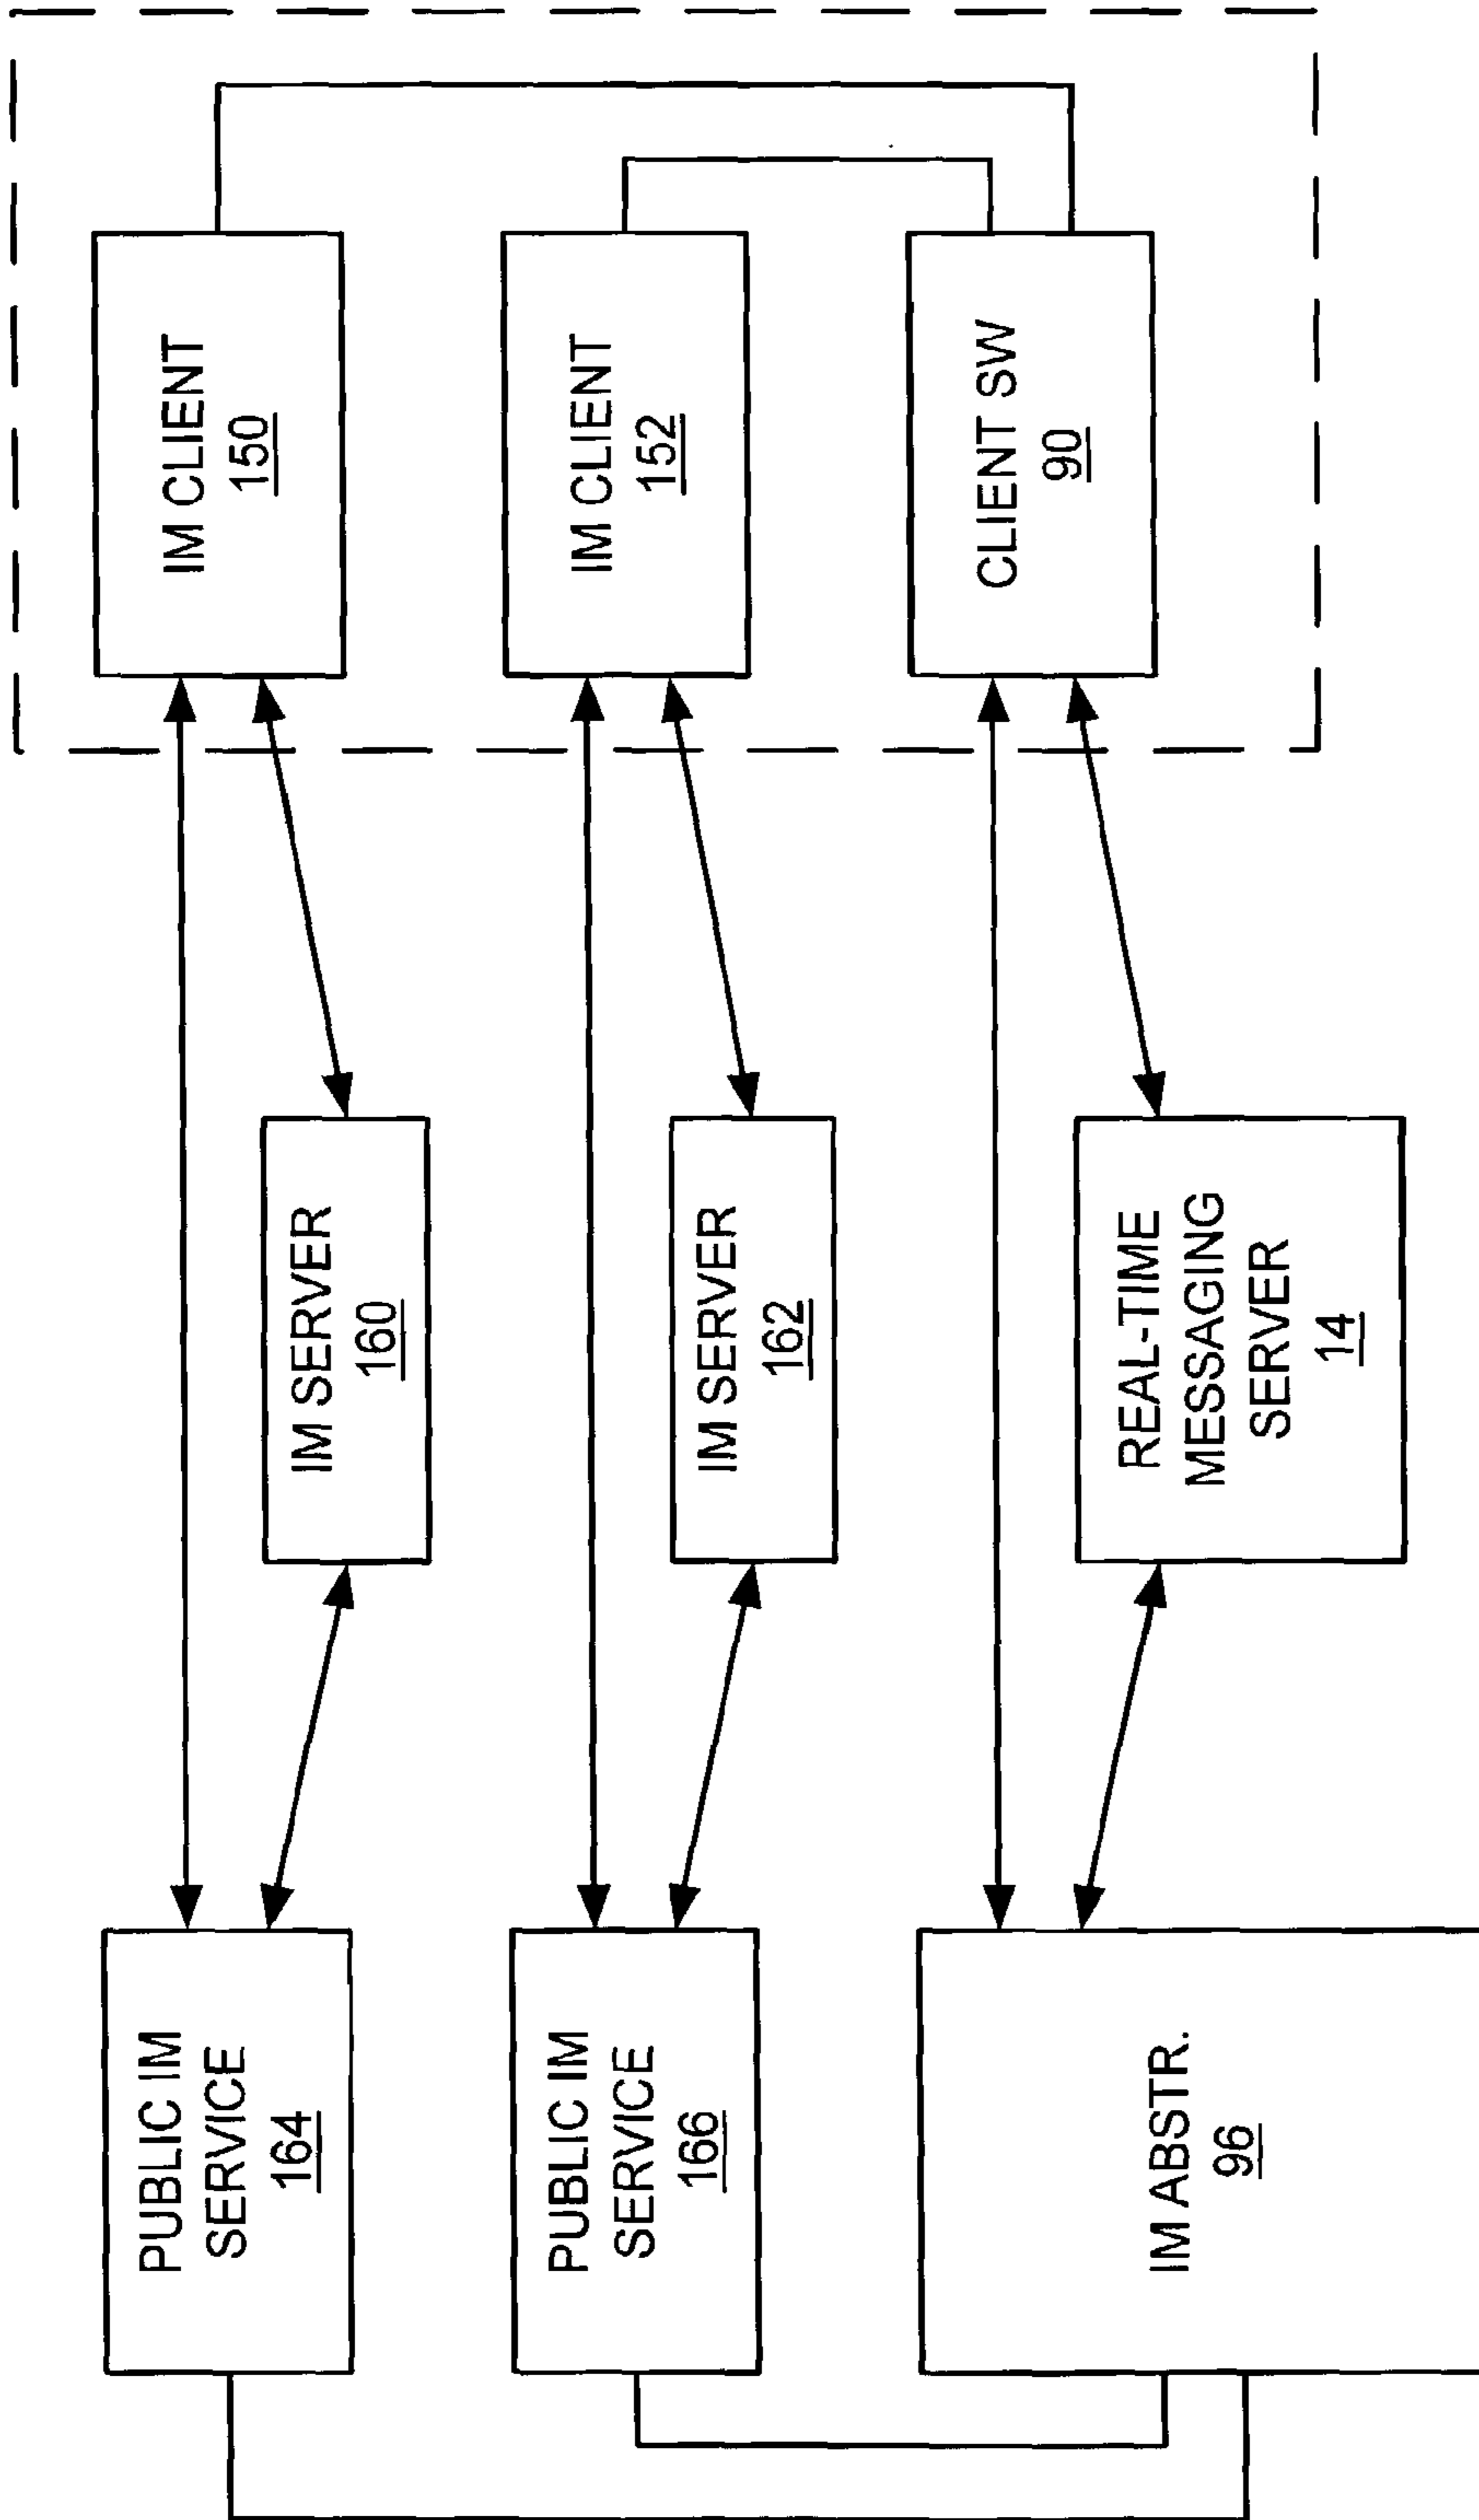 PUBLIC IM
SERVICE
164
IM SERVER
160
IM CLIENT
150
PUBLIC IM
SERVICE
166
IM SERVER
162
IM CLIENT
152
IM ABSTR.
96
REAL-TIME
MESSAGING
SERVER
14
CLIENT SW
90